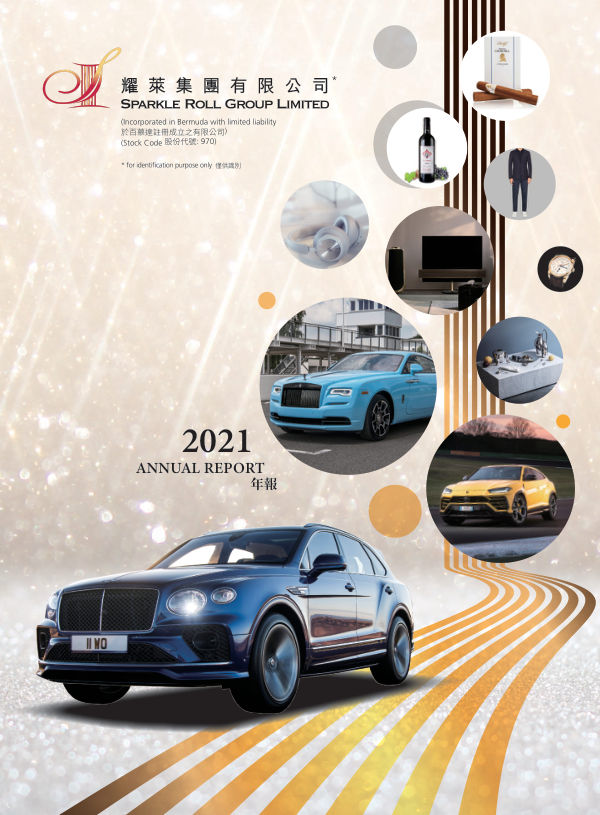 耀萊集團有限公司*
SPARKLE ROLL GROUP LIMITED
(Incorporated in Bermuda with limited liability
於百慕達註冊成立之有限公司)
(Stock Code 股份代號: 970)
* for identification purpose only 僅供識別
2021
ANNUAL REPORT
年報
II WO